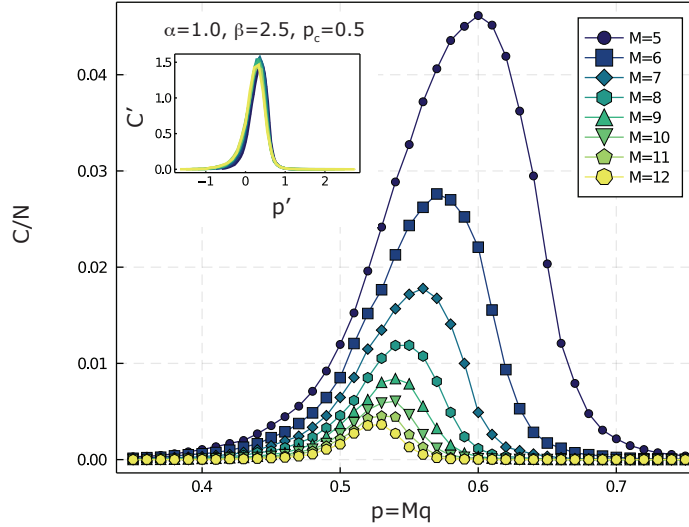 α=1.0, β=2.5, p_c=0.5
C'
1.5
1.0
0.5
0.0
−1
0
1
2
p'
M=5
M=6
M=7
M=8
M=9
M=10
M=11
M=12
C/N
0.04
0.03
0.02
0.01
0.00
0.4
0.5
0.6
0.7
p=Mq